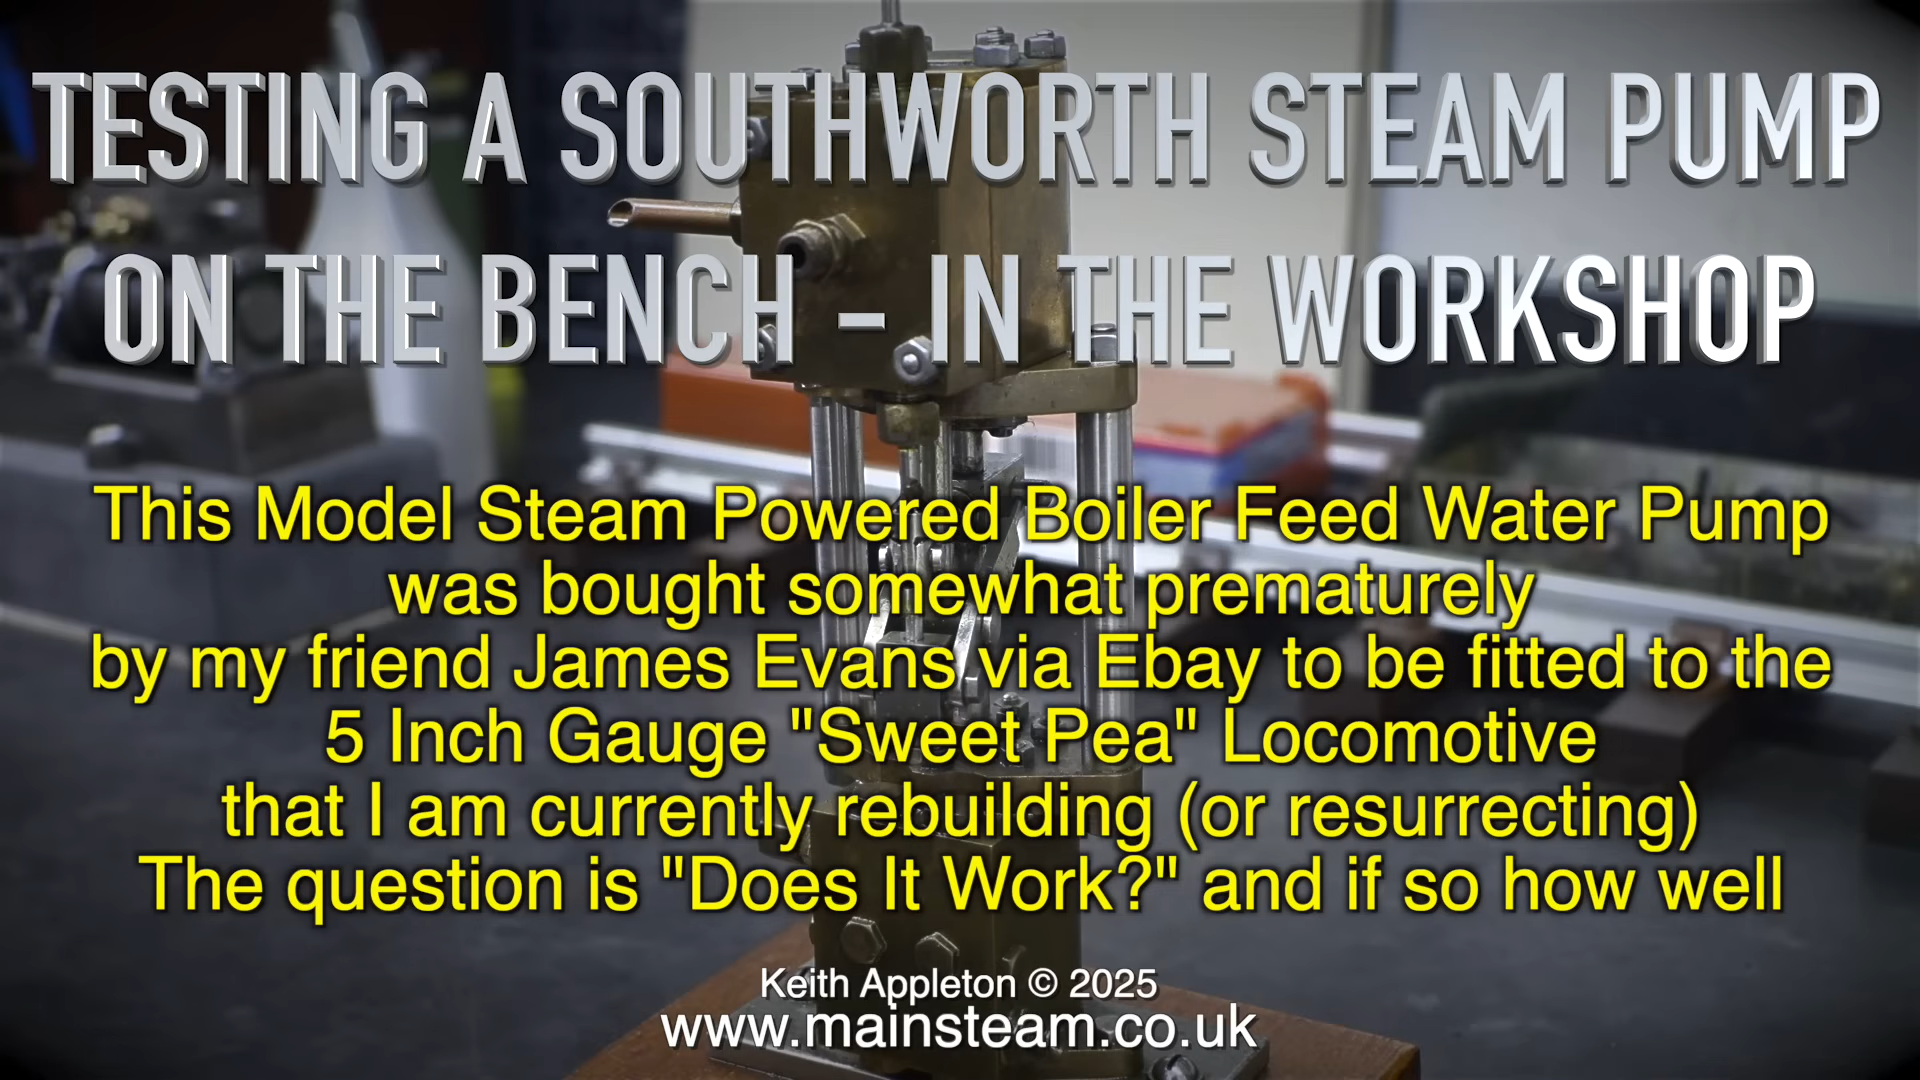 TESTING A SOUTHWORTH STEAM PUMP
ON THE BENCH - IN THE WORKSHOP
This Model Steam Powered Boiler Feed Water Pump
was bought somewhat prematurely
by my friend James Evans via Ebay to be fitted to the
5 Inch Gauge "Sweet Pea" Locomotive
that I am currently rebuilding (or resurrecting)
The question is "Does It Work?" and if so how well
Keith Appleton © 2025
www.mainsteam.co.uk